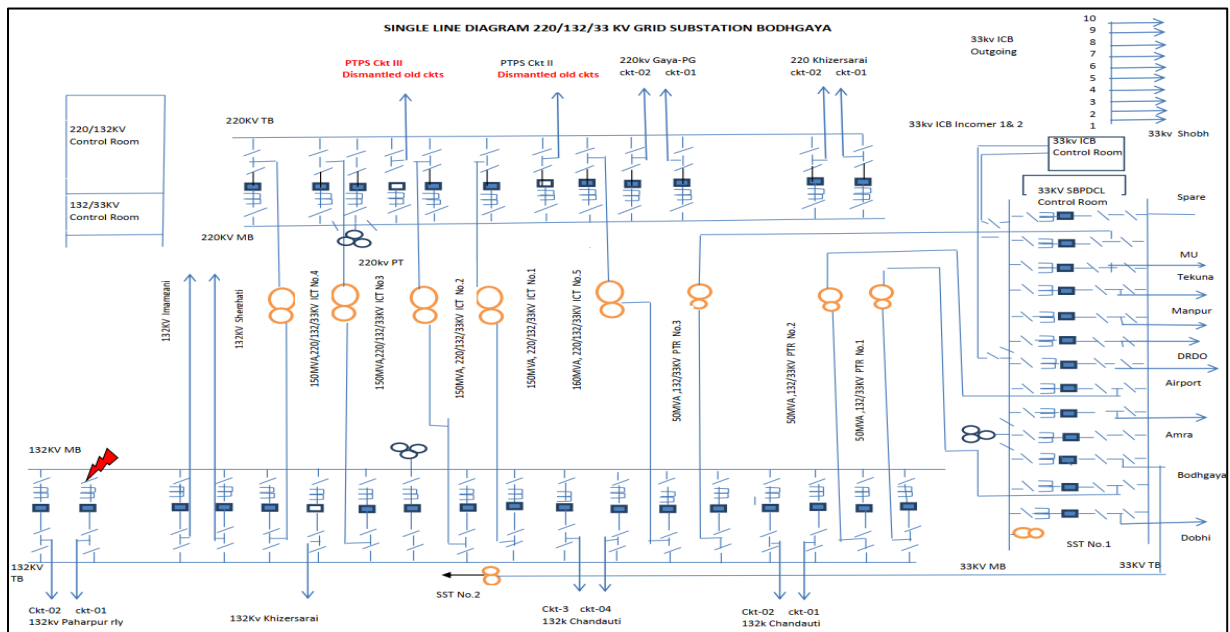 SINGLE LINE DIAGRAM 220/132/33 KV GRID SUBSTATION BODHGAYA
10
9
8
7
6
5
4
3
2
1
33kv ICB
Outgoing
PTPS Ckt III
Dismantled old ckts
PTPS Ckt II
Dismantled old ckts
220kv Gaya-PG
ckt-02 ckt-01
220 Khizersarai
ckt-02 ckt-01
220KV TB
33kv ICB Incomer 1& 2
33kv Shobh
220/132KV
Control Room
33kv ICB
Control Room
132/33KV
Control Room
33KV SBPDCL
Control Room
Spare
220KV MB
220kv PT
MU
Tekuna
Manpur
DRDO
Airport
Amra
Bodhgaya
Dobhi
132KV Imamganj
132KV Sherghati
150MVA,220/132/33KV ICT No.4
150MVA,220/132/33KV ICT No.3
150MVA, 220/132/33KV ICT No.2
150MVA, 220/132/33KV ICT No.1
160MVA, 220/132/33KV ICT No.5
50MVA ,132/33KV PTR No.3
50MVA ,132/33KV PTR No.2
50MVA ,132/33KV PTR No.1
132KV MB
132KV
TB
SST No.1
33KV MB
33KV TB
SST No.2
Ckt-02 ckt-01
132kv Paharpur rly
132Kv Khizersarai
Ckt-3 ckt-04
132k Chandauti
Ckt-02 ckt-01
132k Chandauti